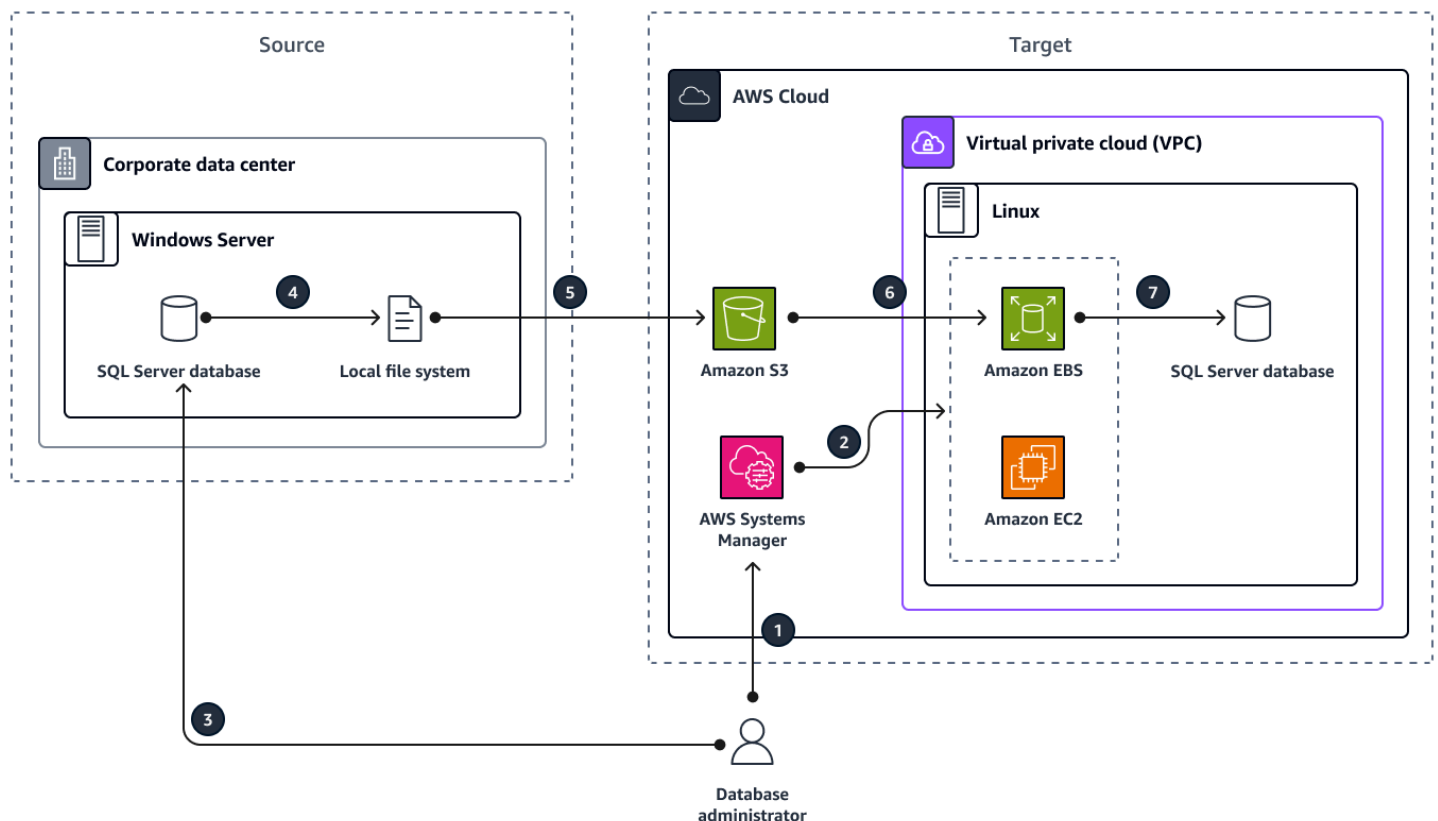 Source
Target
AWS Cloud
Corporate data center
Virtual private cloud (VPC)
Windows Server
Linux
4
5
6
7
SQL Server database
Local file system
Amazon S3
Amazon EBS
SQL Server database
2
AWS Systems
Manager
Amazon EC2
1
3
Database
administrator